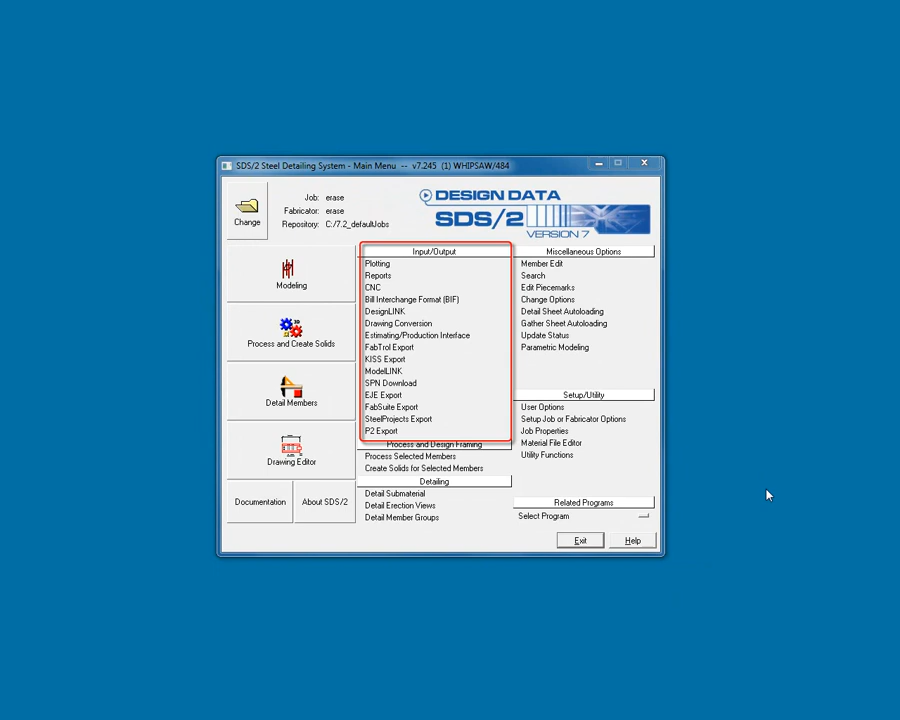 SDS/2 Steel Detailing System - Main Menu -- v7.245 (1) WHIPSAW/484
Change
Job: erase
Fabricator: erase
Repository: C:/7.2_defaultJobs
DESIGN DATA
SDS/2
VERSION 7
Modeling
Process and Create Solids
Detail Members
Drawing Editor
Documentation
About SDS/2
Input/Output
Plotting
Reports
CNC
Bill Interchange Format (BIF)
DesignLINK
Drawing Conversion
Estimating/Production Interface
FabTrol Export
KISS Export
ModelLINK
SPN Download
EJE Export
FabSuite Export
SteelProjects Export
P2 Export
Process and Design Framing
Process Selected Members
Create Solids for Selected Members
Detailing
Detail Submaterial
Detail Erection Views
Detail Member Groups
Miscellaneous Options
Member Edit
Search
Edit Piecemarks
Change Options
Detail Sheet Autoloading
Gather Sheet Autoloading
Update Status
Parametric Modeling
Setup/Utility
User Options
Setup Job or Fabricator Options
Job Properties
Material File Editor
Utility Functions
Related Programs
Select Program
Exit
Help